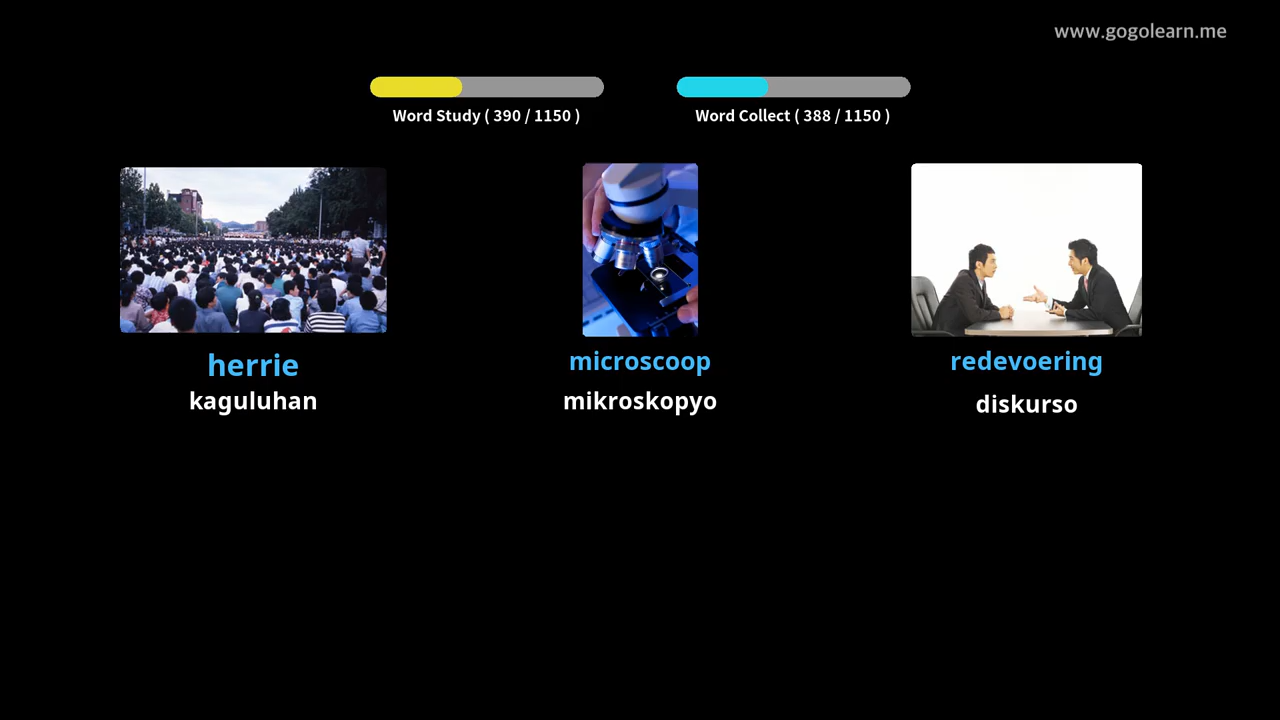 www.gogolearn.me
Word Study ( 390 / 1150 )
Word Collect ( 388 / 1150 )
herrie
kaguluhan
microscoop
mikroskopyo
redevoering
diskurso